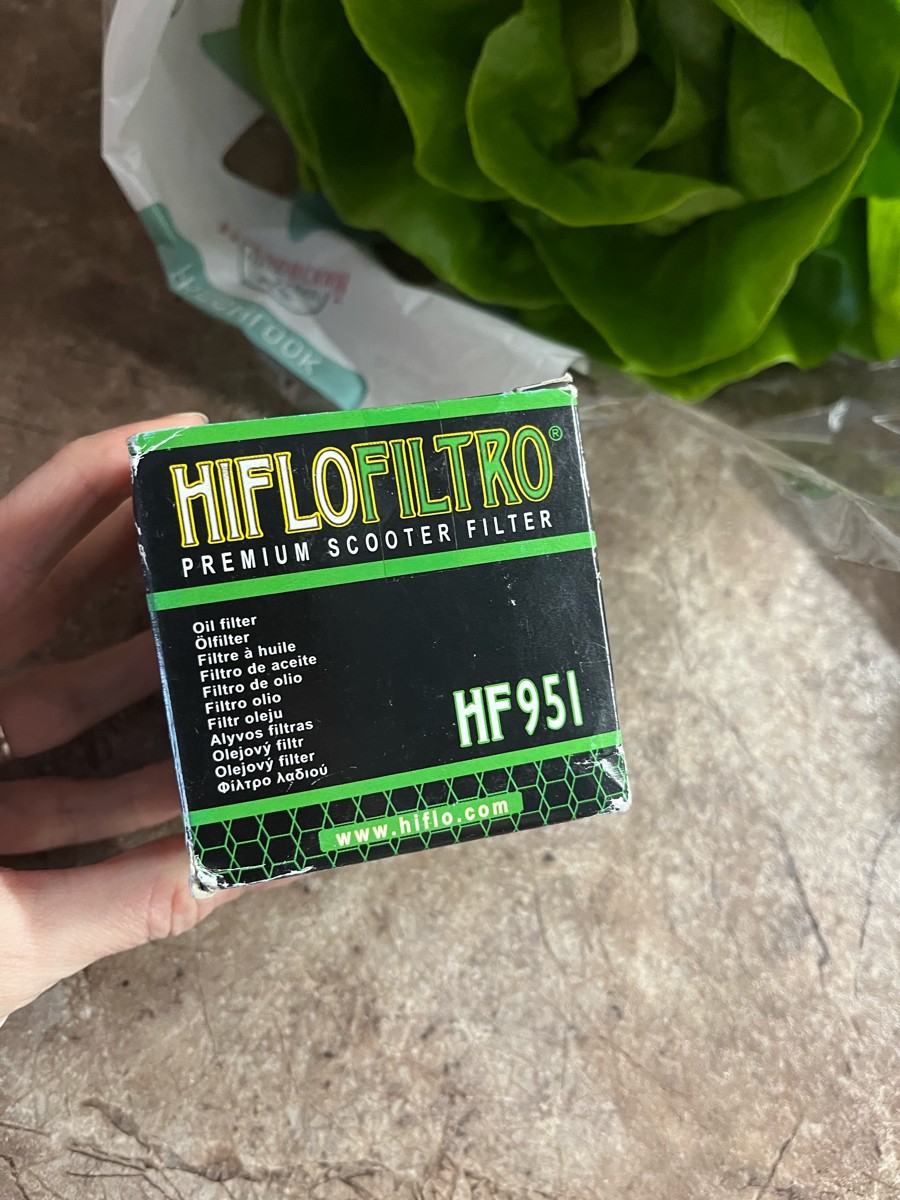 HIFLOFILTRO®
PREMIUM SCOOTER FILTER
Oil filter
Ölfilter
Filtre à huile
Filtro de aceite
Filtro de olio
Filtro olio
Filtr oleju
Alyvos filtras
Olejový filtr
Olejový filter
Φίλτρο λαδιού
HF951
www.hiflo.com